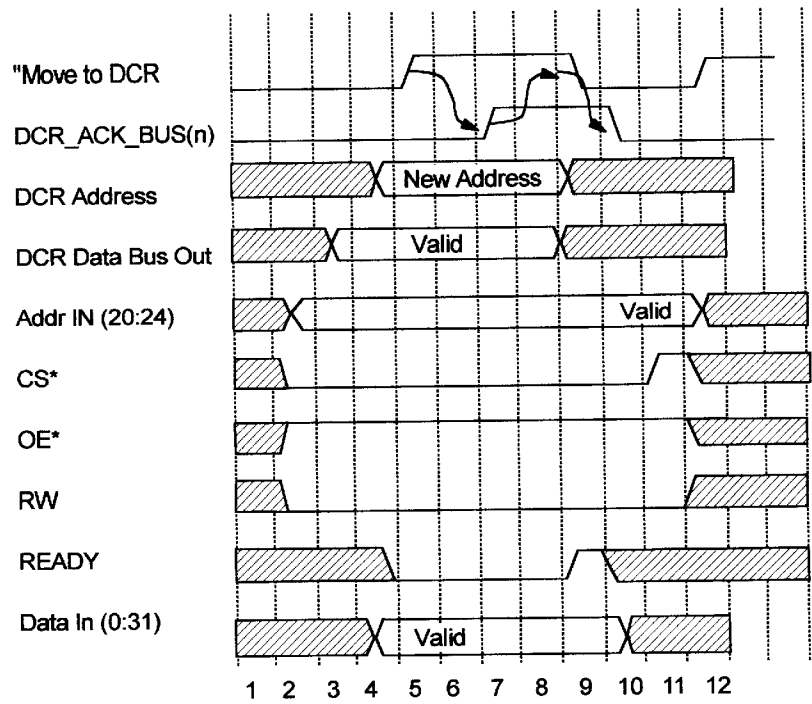 "Move to DCR
DCR_ACK_BUS(n)
DCR Address
New Address
DCR Data Bus Out
Valid
Addr IN (20:24)
Valid
CS*
OE*
RW
READY
Data In (0:31)
Valid
1 2 3 4 5 6 7 8 9 10 11 12